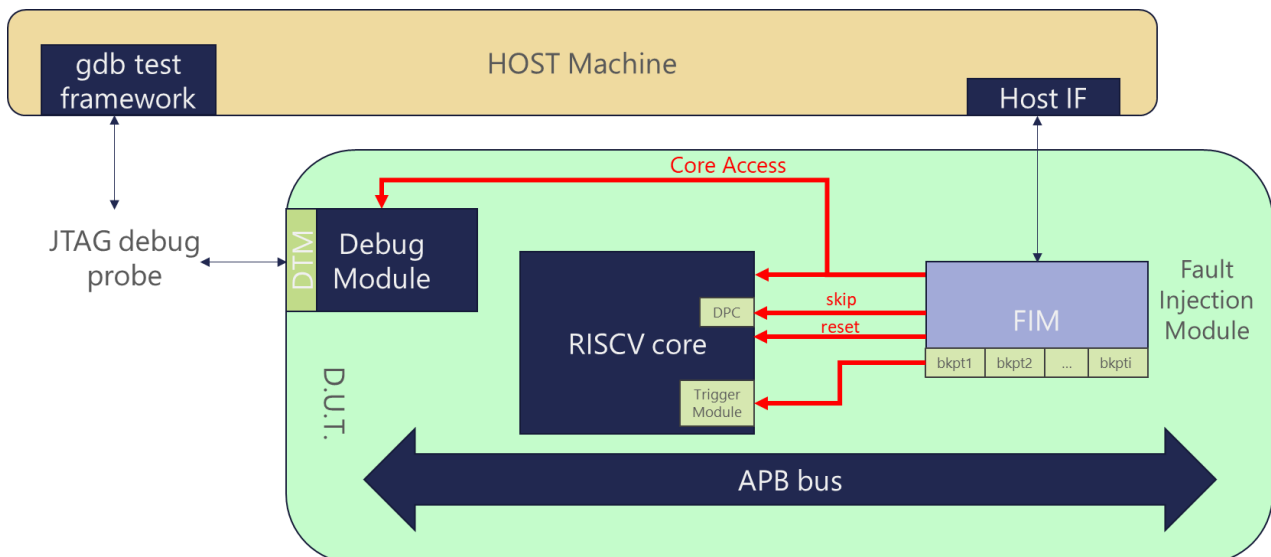 HOST Machine
gdb test
framework
Host IF
Core Access
JTAG debug
probe
DTM
Debug
Module
DPC
RISCV core
Trigger
Module
skip
reset
FIM
bkpt1
bkpt2
...
bkpti
Fault
Injection
Module
D.U.T.
APB bus